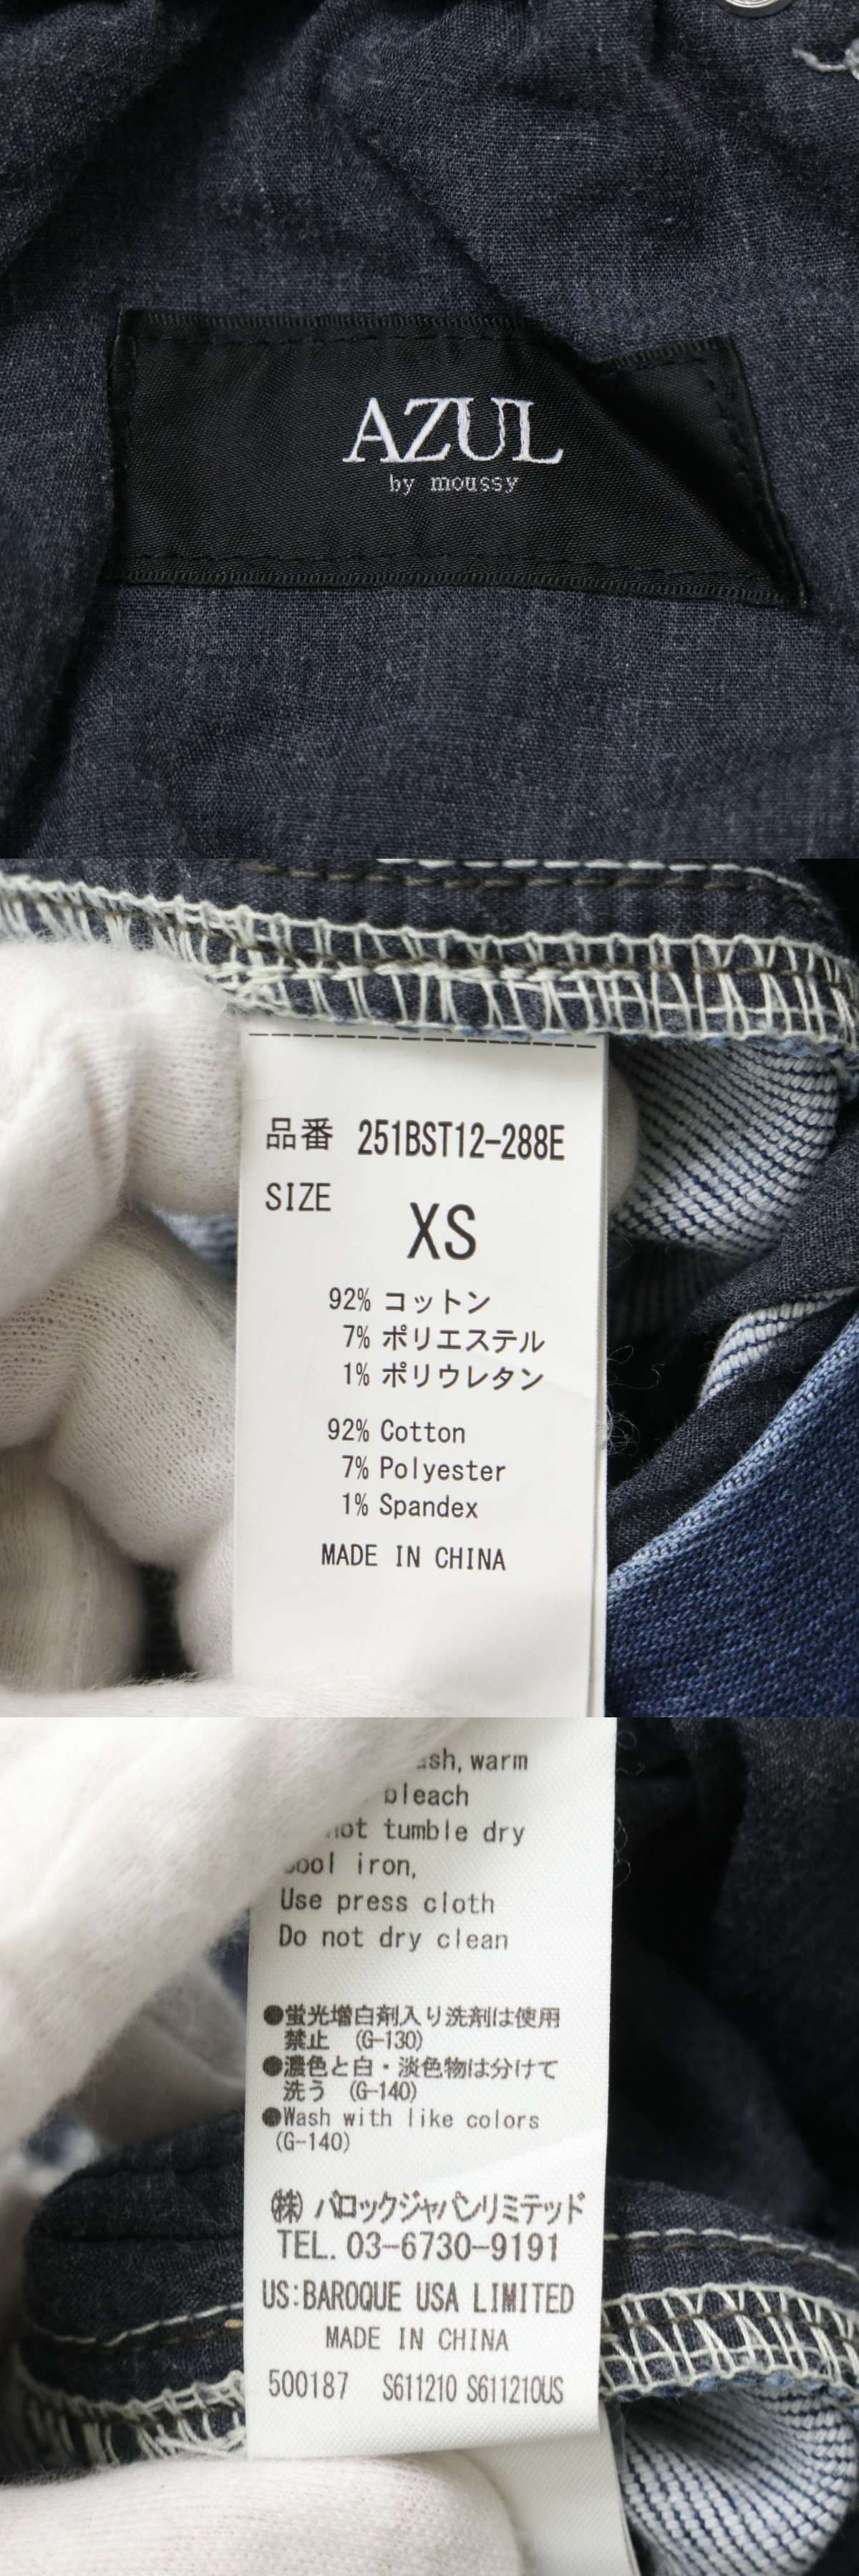 AZUL
by moussy
品番 251BST12-288E
SIZE
XS
92% コットン
7% ポリエステル
1% ポリウレタン
92% Cotton
7% Polyester
1% Spandex
MADE IN CHINA
warm
bleach
tumble dry
iron,
Use press cloth
Do not dry clean
●蛍光増白剤入り洗剤は使用
禁止 (G-130)
●濃色と白・淡色物は分けて
洗う (G-140)
●Wash with like colors
(G-140)
㈱ バロックジャパンリミテッド
TEL. 03-6730-9191
US:BAROQUE USA LIMITED
MADE IN CHINA
500187 S611210 S611210US